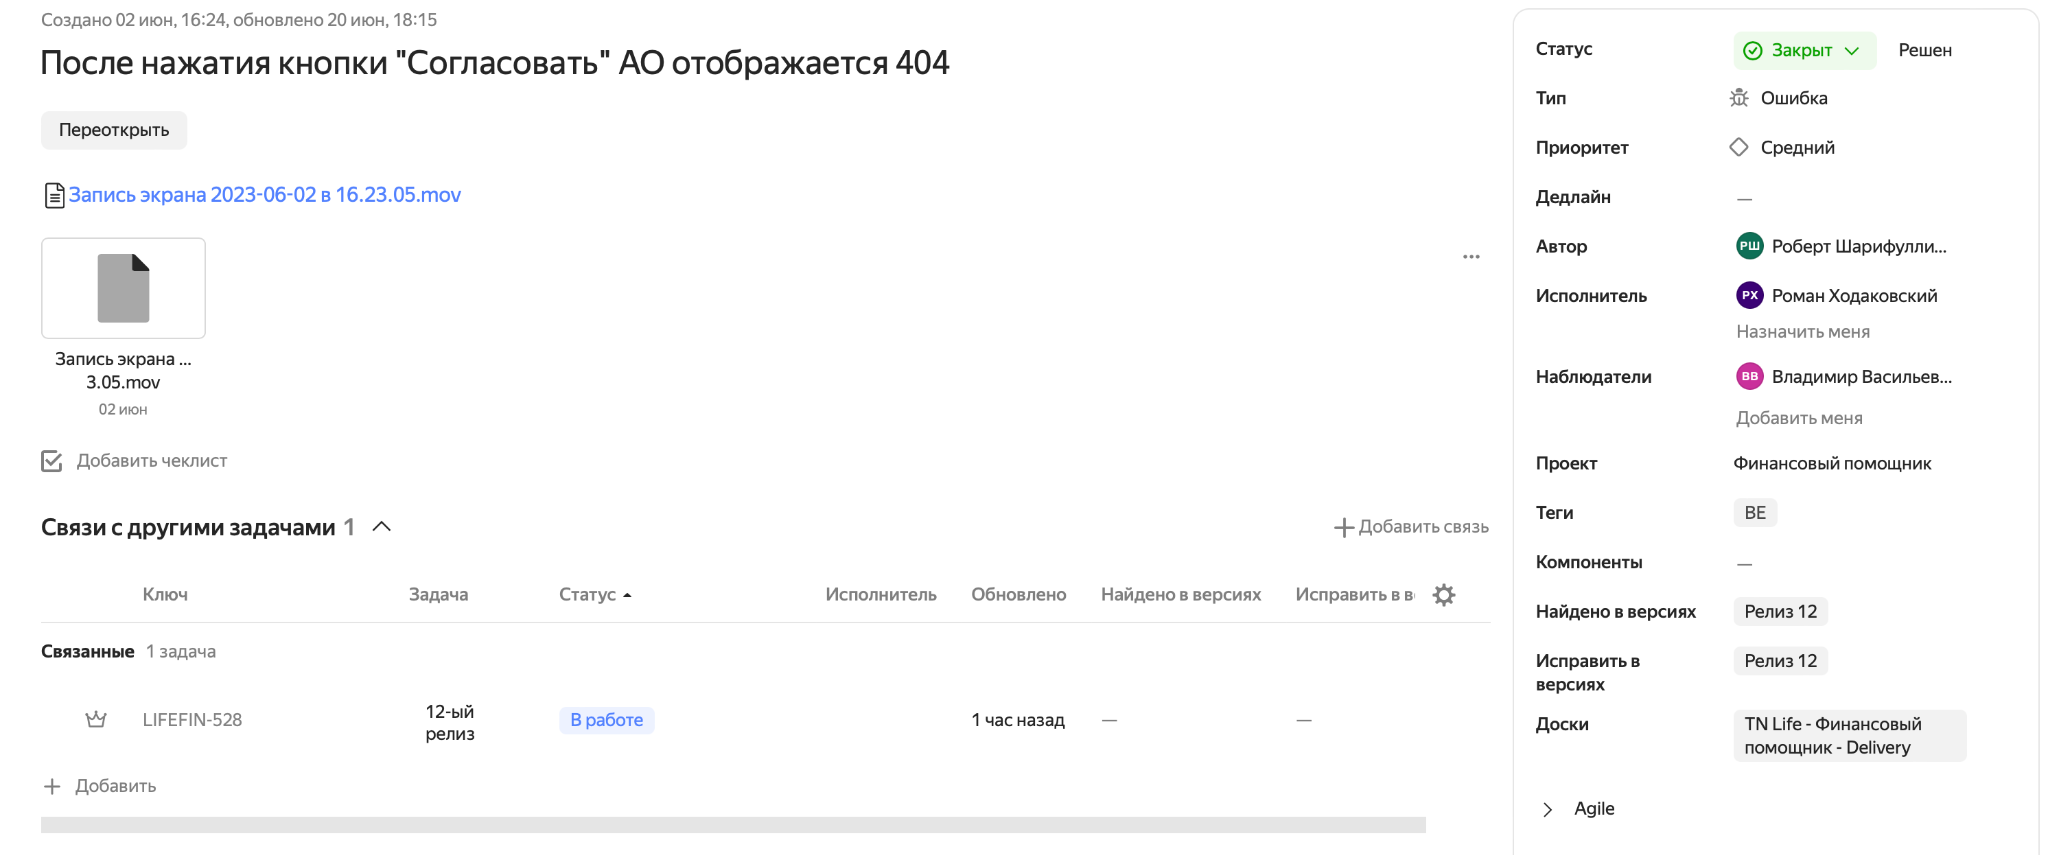 Создано 02 июн, 16:24, обновлено 20 июн, 18:15
После нажатия кнопки "Согласовать" АО отображается 404
Переоткрыть
Запись экрана 2023-06-02 в 16.23.05.mov
Запись экрана ...
3.05.mov
02 июн
Добавить чеклист
Связи с другими задачами 1
Добавить связь
Ключ Задача Статус Исполнитель Обновлено Найдено в версиях Исправить в в
Связанные 1 задача
LIFEFIN-528 12-ый релиз В работе 1 час назад — —
Добавить
Статус Закрыт Решен
Тип Ошибка
Приоритет Средний
Дедлайн —
Автор РШ Роберт Шарифулли...
Исполнитель РХ Роман Ходаковский
Назначить меня
Наблюдатели ВВ Владимир Васильев...
Добавить меня
Проект Финансовый помощник
Теги BE
Компоненты —
Найдено в версиях Релиз 12
Исправить в версиях Релиз 12
Доски TN Life - Финансовый
помощник - Delivery
Agile